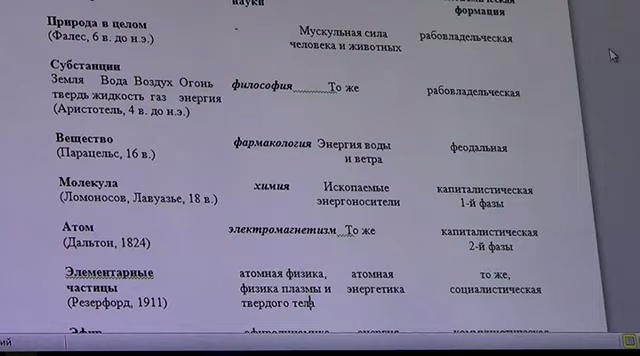 науки формация
Природа в целом - Мускульная сила рабовладельческая
(Фалес, 6 в. до н.э.) человека и животных
Субстанции
Земля Вода Воздух Огонь философия То же рабовладельческая
твердь жидкость газ энергия
(Аристотель, 4 в. до н.э.)
Вещество фармакология Энергия воды феодальная
(Парацельс, 16 в.) и ветра
Молекула химия Ископаемые капиталистическая
(Ломоносов, Лавуазье, 18 в.) энергоносители 1-й фазы
Атом электромагнетизм То же капиталистическая
(Дальтон, 1824) 2-й фазы
Элементарные атомная физика, атомная то же,
частицы физика плазмы и энергетика социалистическая
(Резерфорд, 1911) твердого тела